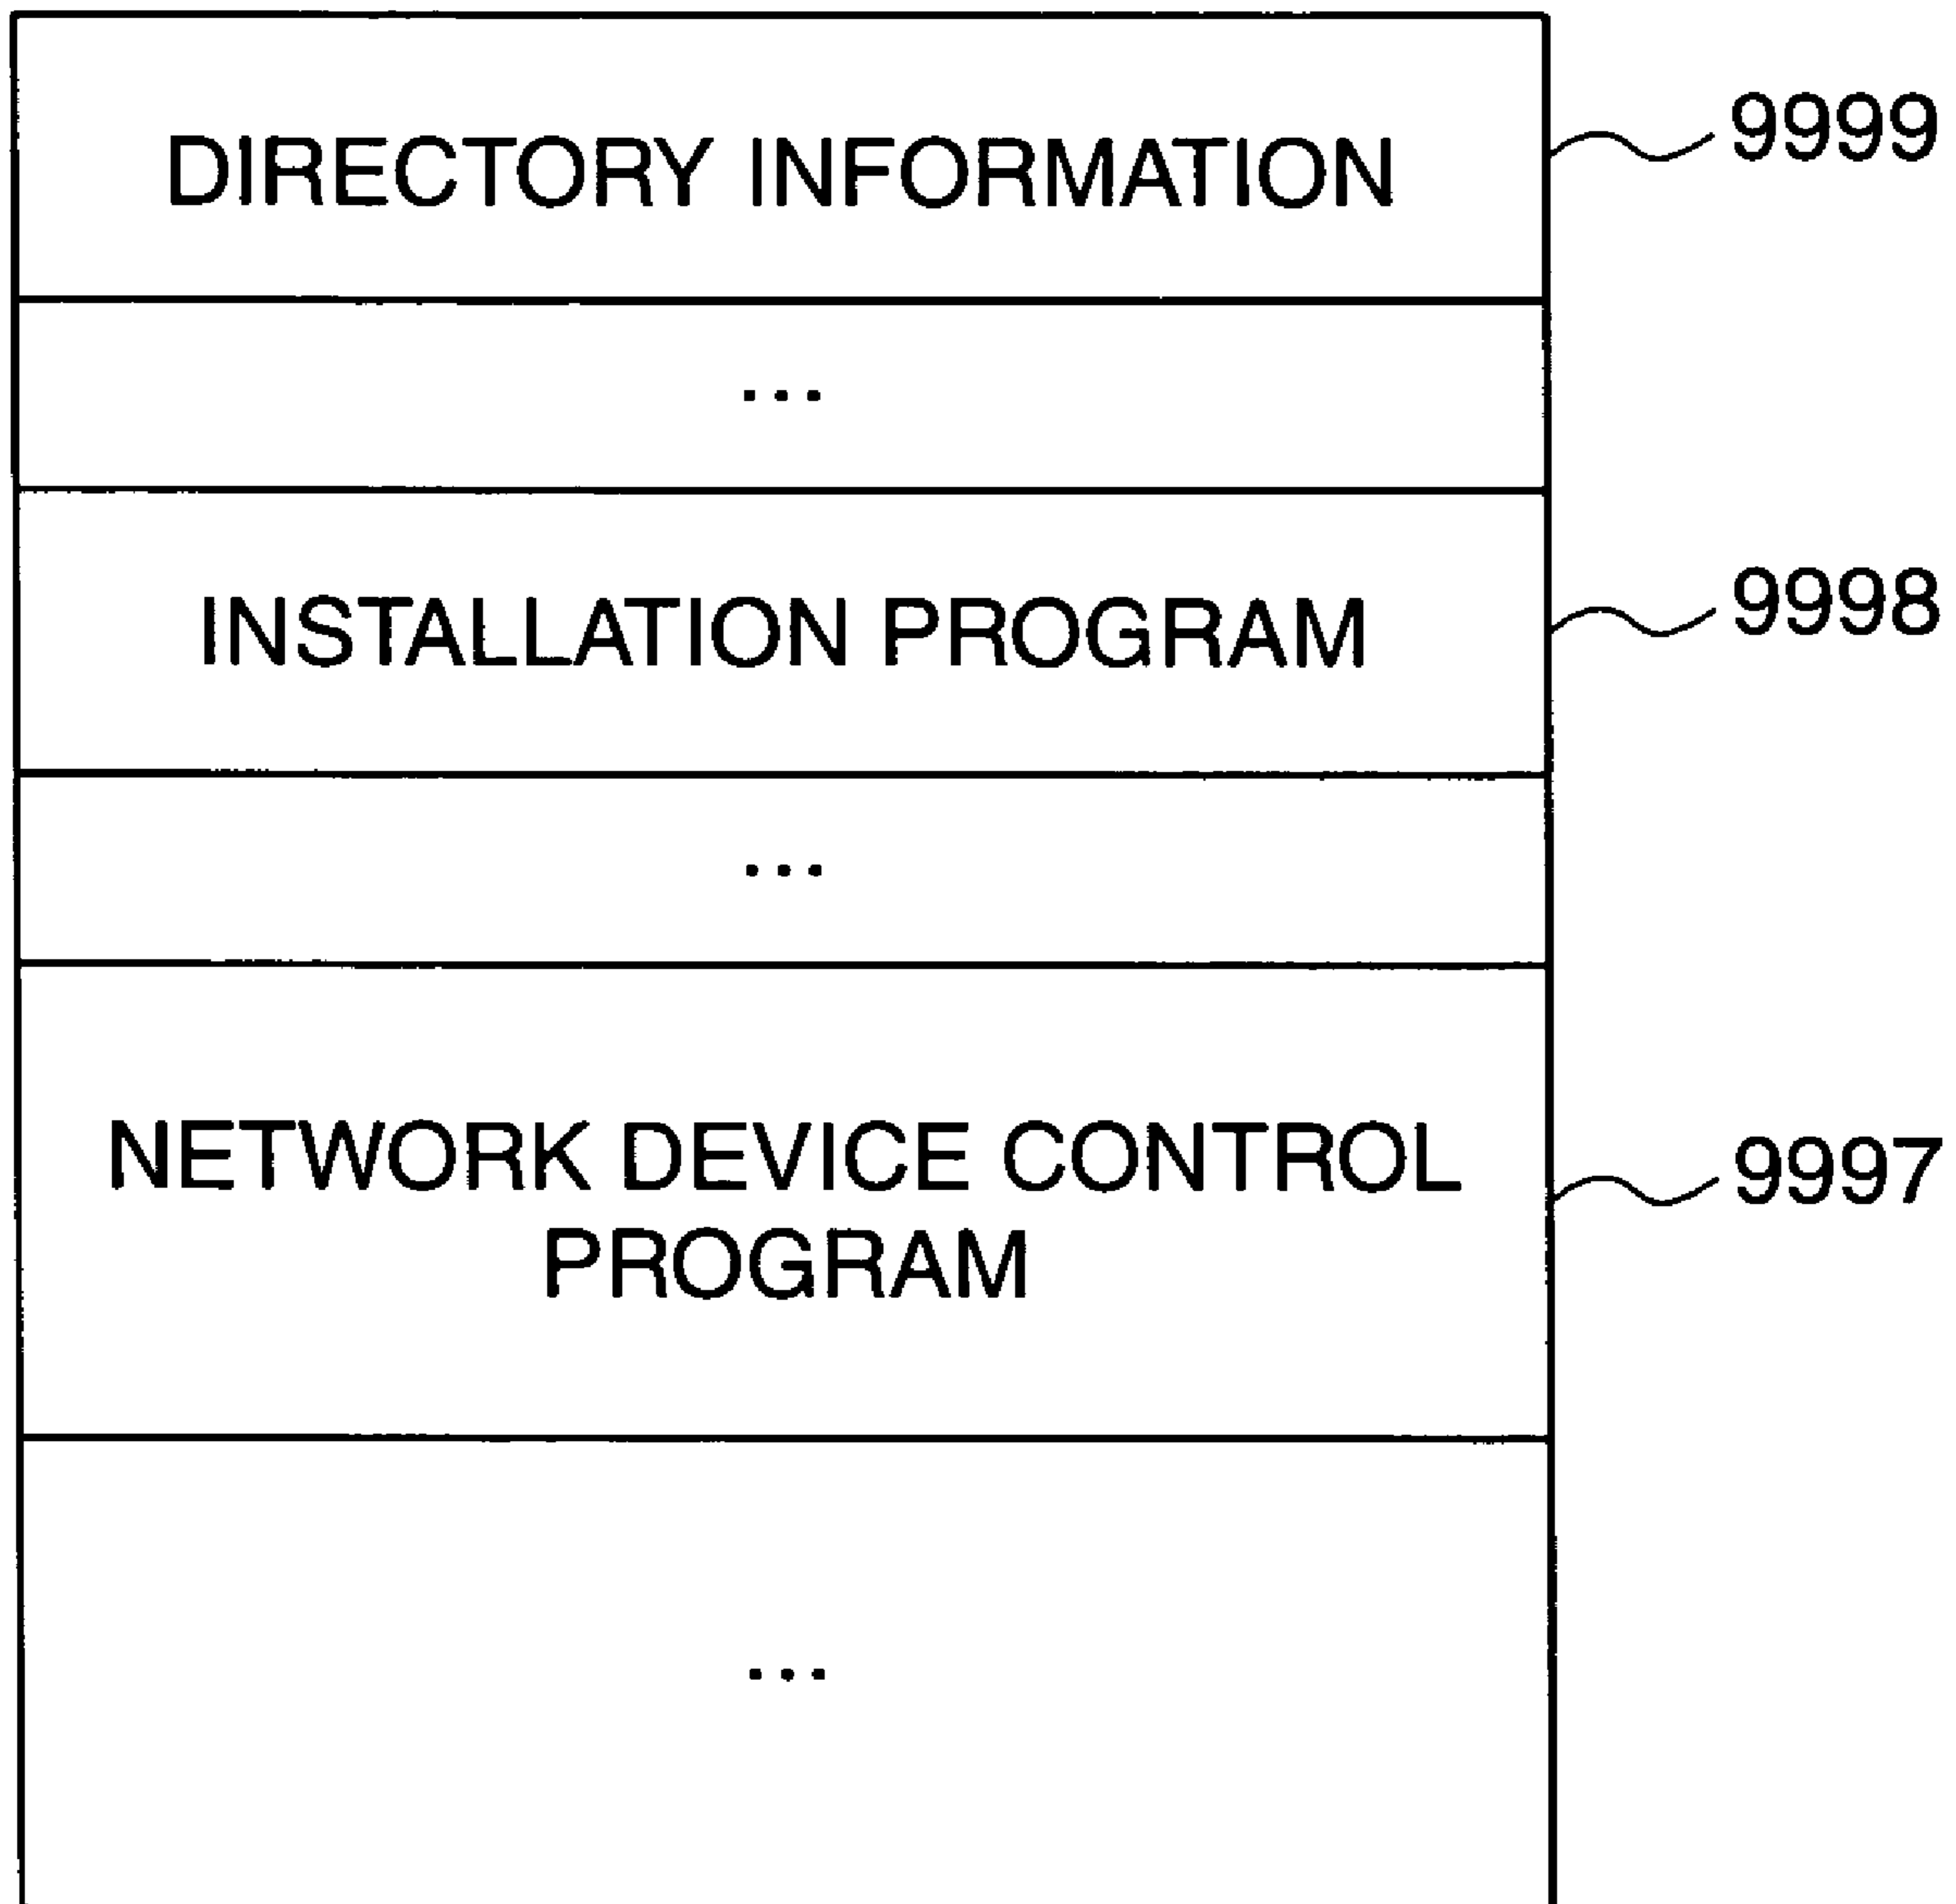 DIRECTORY INFORMATION
9999
...
INSTALLATION PROGRAM
9998
...
NETWORK DEVICE CONTROL
PROGRAM
9997
...